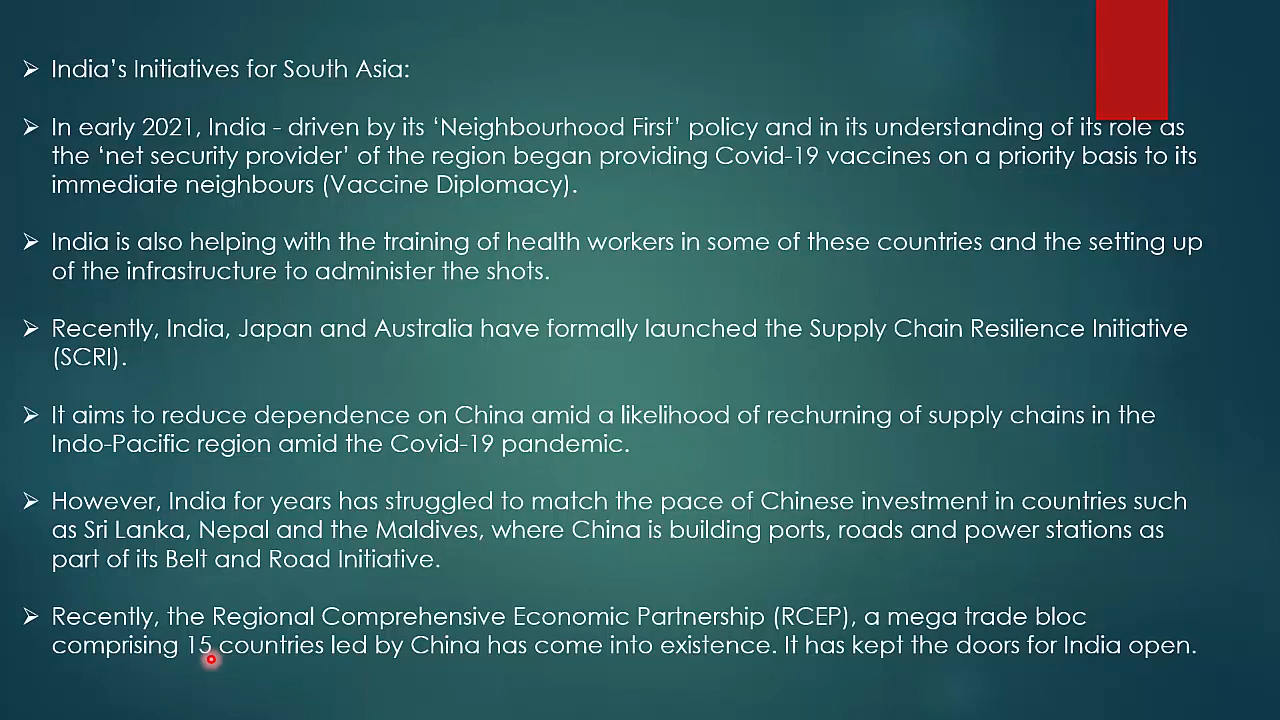 ➢ India's Initiatives for South Asia:
➢ In early 2021, India - driven by its ‘Neighbourhood First’ policy and in its understanding of its role as
the ‘net security provider’ of the region began providing Covid-19 vaccines on a priority basis to its
immediate neighbours (Vaccine Diplomacy).
➢ India is also helping with the training of health workers in some of these countries and the setting up
of the infrastructure to administer the shots.
➢ Recently, India, Japan and Australia have formally launched the Supply Chain Resilience Initiative
(SCRI).
➢ It aims to reduce dependence on China amid a likelihood of rechurning of supply chains in the
Indo-Pacific region amid the Covid-19 pandemic.
➢ However, India for years has struggled to match the pace of Chinese investment in countries such
as Sri Lanka, Nepal and the Maldives, where China is building ports, roads and power stations as
part of its Belt and Road Initiative.
➢ Recently, the Regional Comprehensive Economic Partnership (RCEP), a mega trade bloc
comprising 15 countries led by China has come into existence. It has kept the doors for India open.